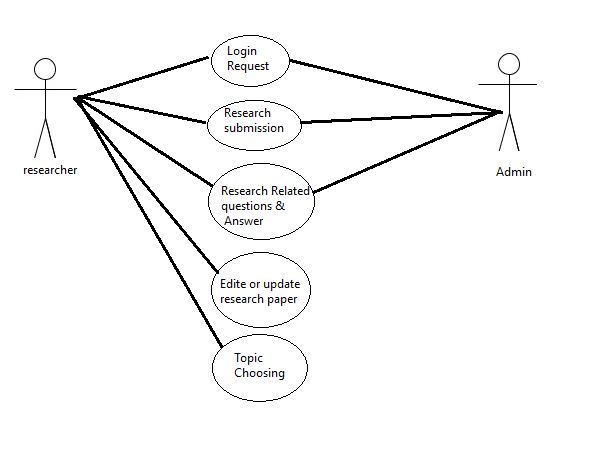 Login
Request
Research
submission
researcher
Admin
Research Related
questions &
Answer
Edite or update
research paper
Topic
Choosing